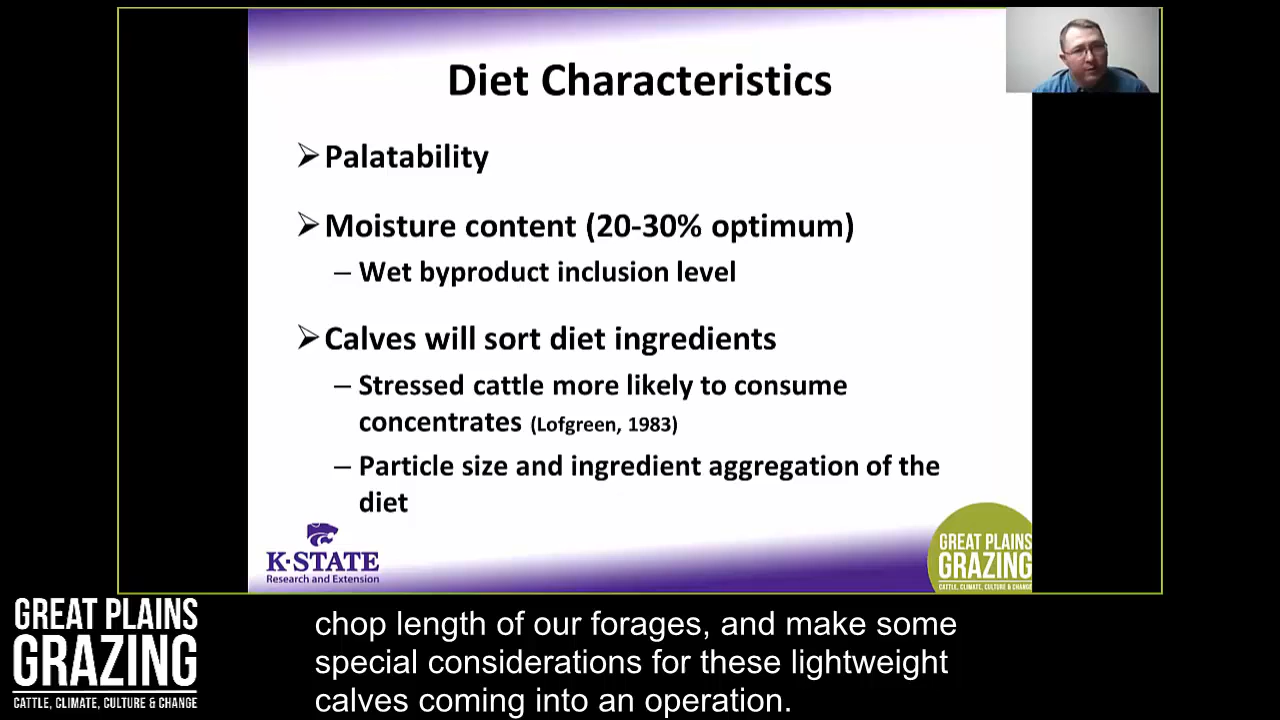 Diet Characteristics
➢Palatability
➢Moisture content (20-30% optimum)
– Wet byproduct inclusion level
➢Calves will sort diet ingredients
– Stressed cattle more likely to consume
concentrates (Lofgreen, 1983)
– Particle size and ingredient aggregation of the
diet
K-STATE
Research and Extension
GREAT PLAINS
GRAZING
CATTLE, CLIMATE, CULTURE & CHANGE
GREAT PLAINS
GRAZING
CATTLE, CLIMATE, CULTURE & CHANGE
chop length of our forages, and make some
special considerations for these lightweight
calves coming into an operation.